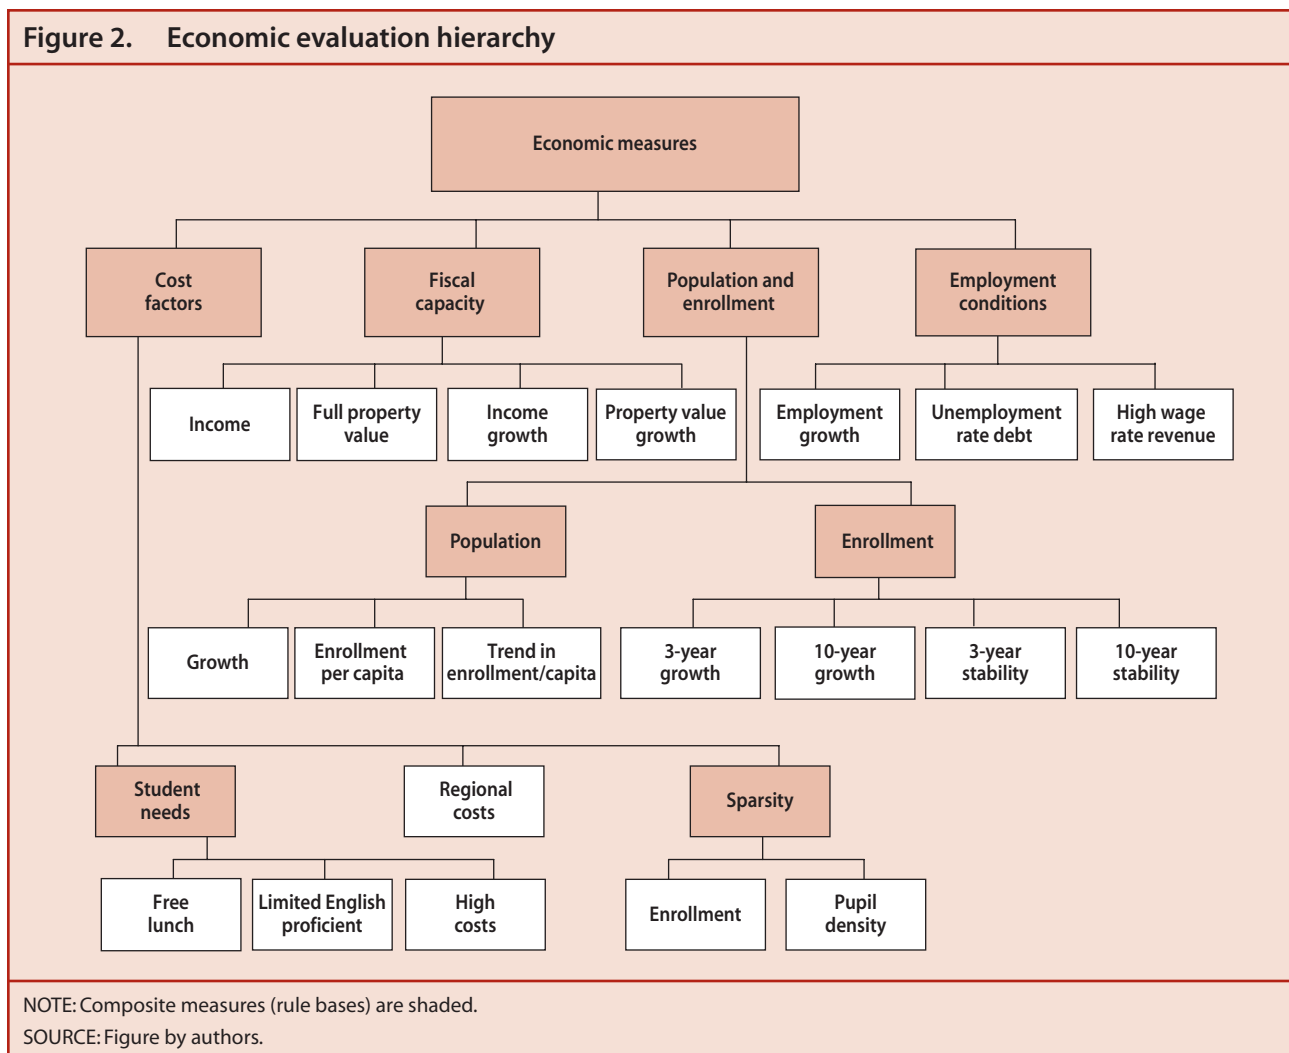 Figure 2. Economic evaluation hierarchy
Economic measures
Cost
factors
Fiscal
capacity
Population and
enrollment
Employment
conditions
Income
Full property
value
Income
growth
Property value
growth
Employment
growth
Unemployment
rate debt
High wage
rate revenue
Population
Enrollment
Growth
Enrollment
per capita
Trend in
enrollment/capita
3-year
growth
10-year
growth
3-year
stability
10-year
stability
Student
needs
Regional
costs
Sparsity
Free
lunch
Limited English
proficient
High
costs
Enrollment
Pupil
density
NOTE: Composite measures (rule bases) are shaded.
SOURCE: Figure by authors.